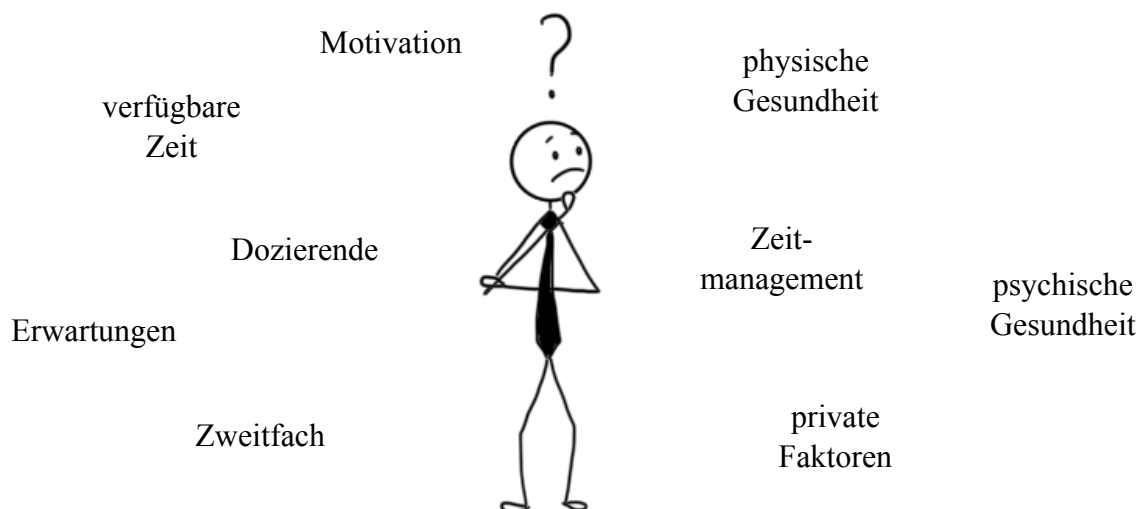 Motivation
?
physische
Gesundheit
verfügbare
Zeit
Dozierende
Zeit-
management
psychische
Gesundheit
Erwartungen
Zweitfach
private
Faktoren